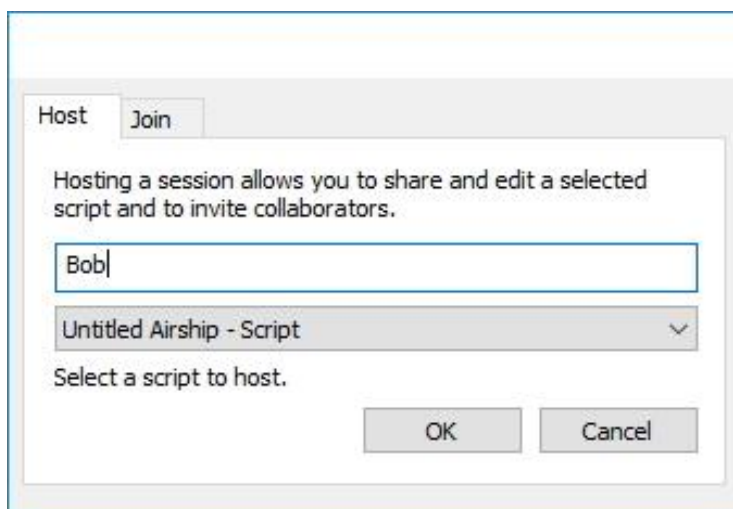 Host
Join
Hosting a session allows you to share and edit a selected
script and to invite collaborators.
Bob
Untitled Airship - Script
Select a script to host.
OK
Cancel